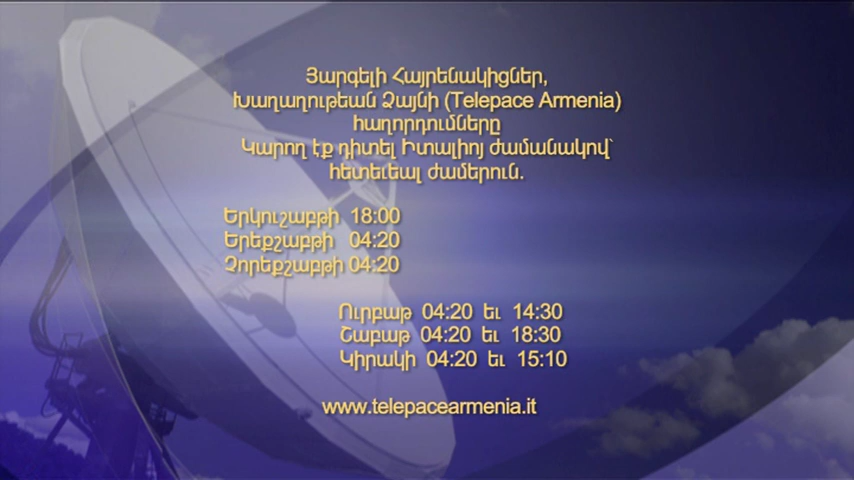 Յարգելի Հայրենակիցներ,
Խաղաղութեան Ձայնի (Telepace Armenia)
հաղորդումները
Կարող էք դիտել Իտալիոյ ժամանակով՝
հետեւեալ ժամերուն.
Երկուշաբթի 18:00
Երեքշաբթի 04:20
Չորեքշաբթի 04:20
Ուրբաթ 04:20 եւ 14:30
Շաբաթ 04:20 եւ 18:30
Կիրակի 04:20 եւ 15:10
www.telepacearmenia.it